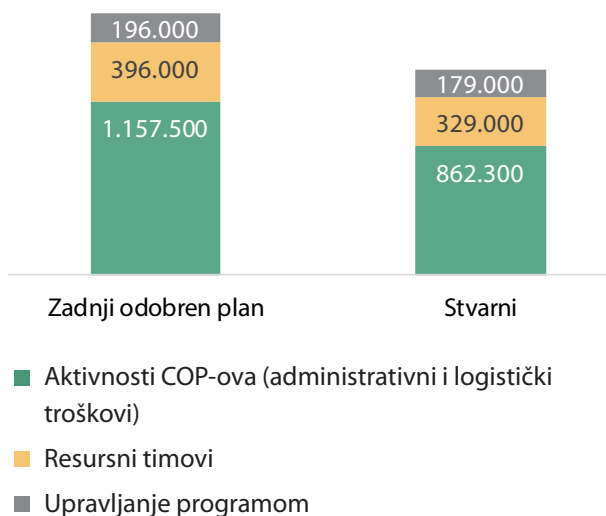 196.000
396.000
1.157.500
179.000
329.000
862.300
Zadnji odobren plan
Stvarni
Aktivnosti COP-ova (administrativni i logistički
troškovi)
Resursni timovi
Upravljanje programom